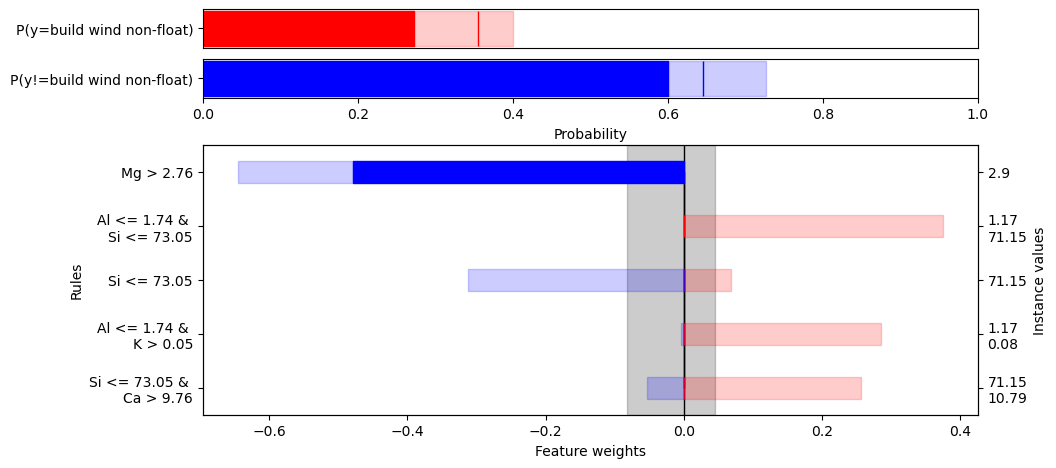 P(y=build wind non-float)
P(y!=build wind non-float)
0.0 0.2 0.4 0.6 0.8 1.0
Probability
Rules
Mg > 2.76
Al <= 1.74 &
Si <= 73.05
Si <= 73.05
Al <= 1.74 &
K > 0.05
Si <= 73.05 &
Ca > 9.76
2.9
1.17
71.15
71.15
1.17
0.08
71.15
10.79
Instance values
−0.6 −0.4 −0.2 0.0 0.2 0.4
Feature weights